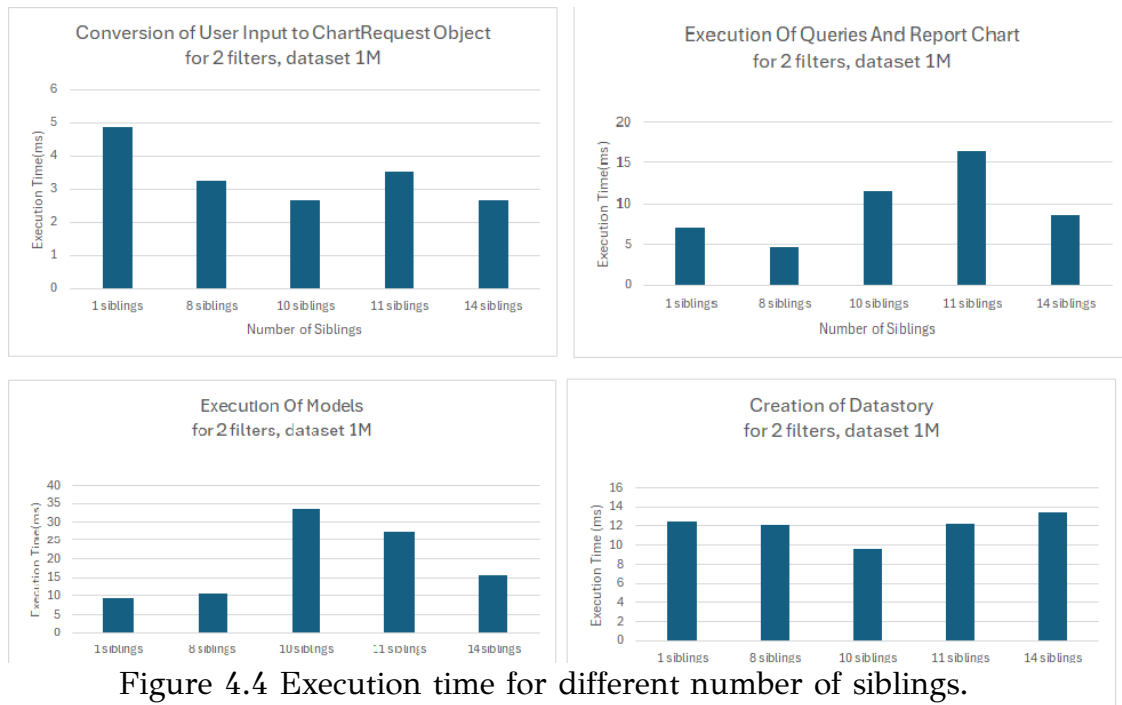 Conversion of User Input to ChartRequest Object
for 2 filters, dataset 1M
6
5
4
3
2
1
0
Execution Time(ms)
1 siblings 8 siblings 10 siblings 11 siblings 14 siblings
Number of Siblings
Execution Of Queries And Report Chart
for 2 filters, dataset 1M
20
15
10
5
0
Execution Time(ms)
1 siblings 8 siblings 10 siblings 11 siblings 14 siblings
Number of Siblings
Execution Of Models
for 2 filters, dataset 1M
40
35
30
25
20
15
10
5
0
Execution Time(ms)
1 siblings 8 siblings 10 siblings 11 siblings 14 siblings
Creation of Datastory
for 2 filters, dataset 1M
16
14
12
10
8
6
4
2
0
Execution Time (ms)
1 siblings 8 siblings 10 siblings 11 siblings 14 siblings
Figure 4.4 Execution time for different number of siblings.